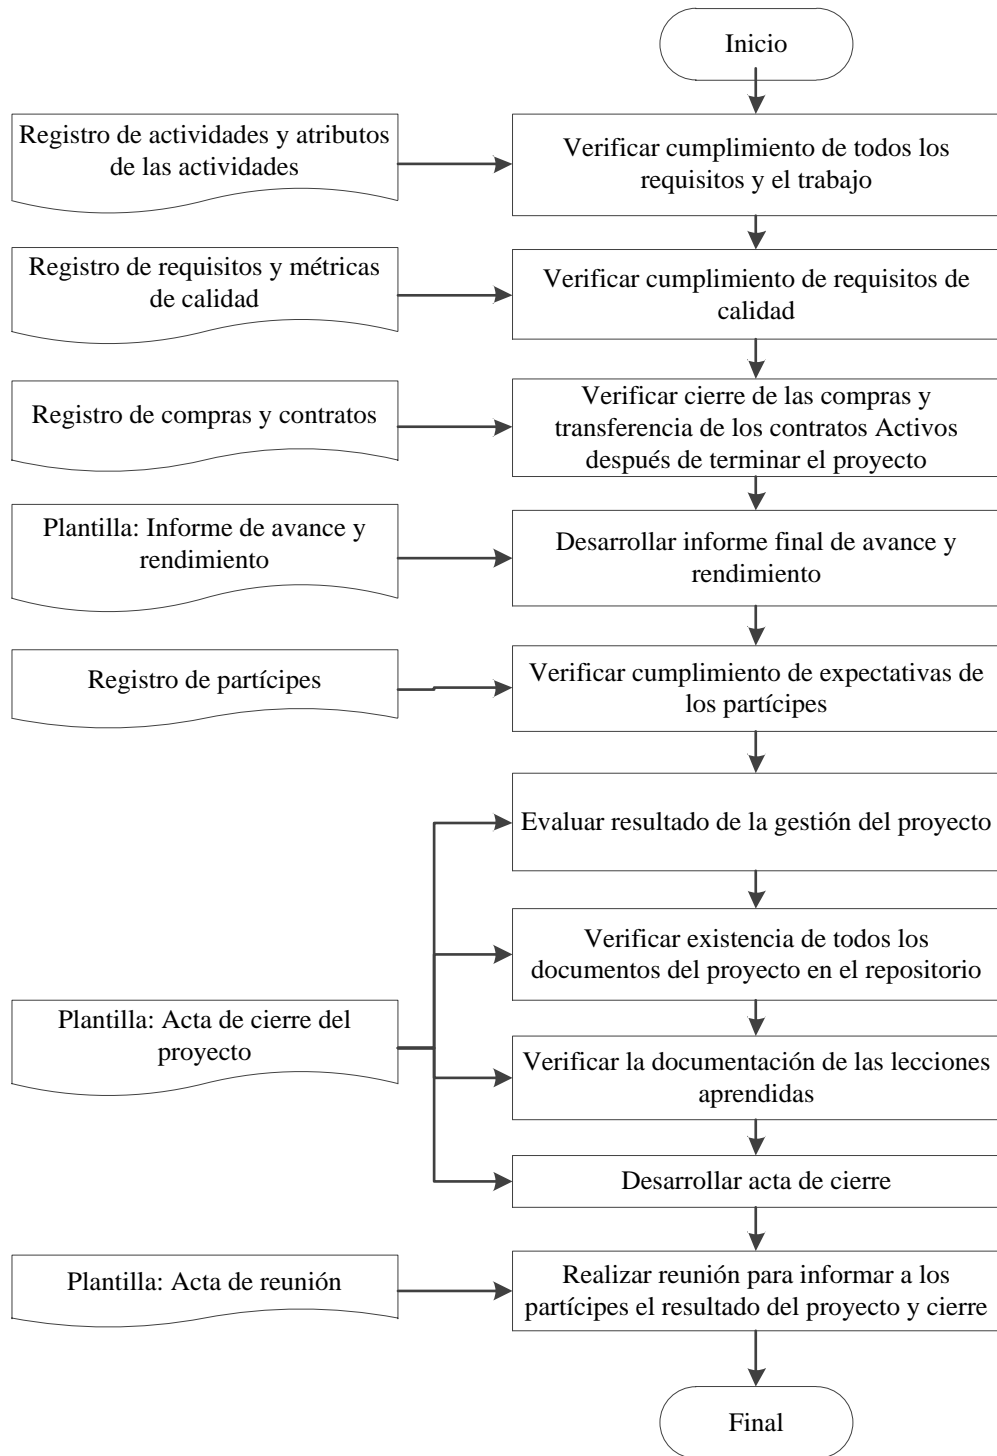 Inicio
Registro de actividades y atributos
de las actividades
Verificar cumplimiento de todos los
requisitos y el trabajo
Registro de requisitos y métricas
de calidad
Verificar cumplimiento de requisitos de
calidad
Registro de compras y contratos
Verificar cierre de las compras y
transferencia de los contratos Activos
después de terminar el proyecto
Plantilla: Informe de avance y
rendimiento
Desarrollar informe final de avance y
rendimiento
Registro de partícipes
Verificar cumplimiento de expectativas de
los partícipes
Evaluar resultado de la gestión del proyecto
Verificar existencia de todos los
documentos del proyecto en el repositorio
Plantilla: Acta de cierre del
proyecto
Verificar la documentación de las lecciones
aprendidas
Desarrollar acta de cierre
Plantilla: Acta de reunión
Realizar reunión para informar a los
partícipes el resultado del proyecto y cierre
Final